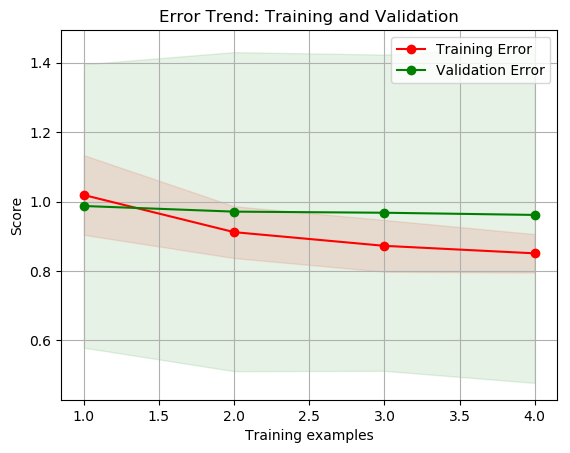 Error Trend: Training and Validation
Training Error
Validation Error
Score
1.4
1.2
1.0
0.8
0.6
1.0 1.5 2.0 2.5 3.0 3.5 4.0
Training examples